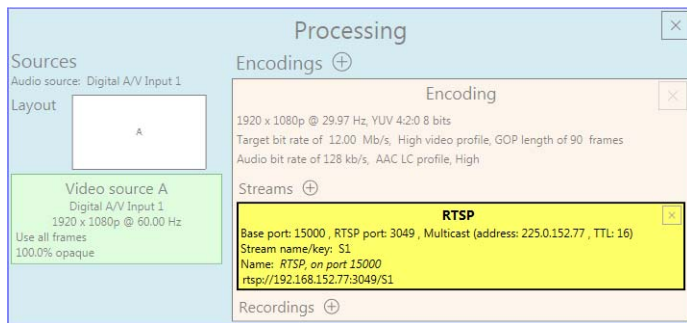 Processing
Sources
Audio source: Digital A/V Input 1
Layout
A
Video source A
Digital A/V Input 1
1920 x 1080p @ 60.00 Hz
Use all frames
100.0% opaque
Encodings
Encoding
1920 x 1080p @ 29.97 Hz, YUV 4:2:0 8 bits
Target bit rate of 12.00 Mb/s, High video profile, GOP length of 90 frames
Audio bit rate of 128 kb/s, AAC LC profile, High
Streams
RTSP
Base port: 15000 , RTSP port: 3049 , Multicast (address: 225.0.152.77 , TTL: 16)
Stream name/key: S1
Name: RTSP, on port 15000
rtsp://192.168.152.77:3049/S1
Recordings